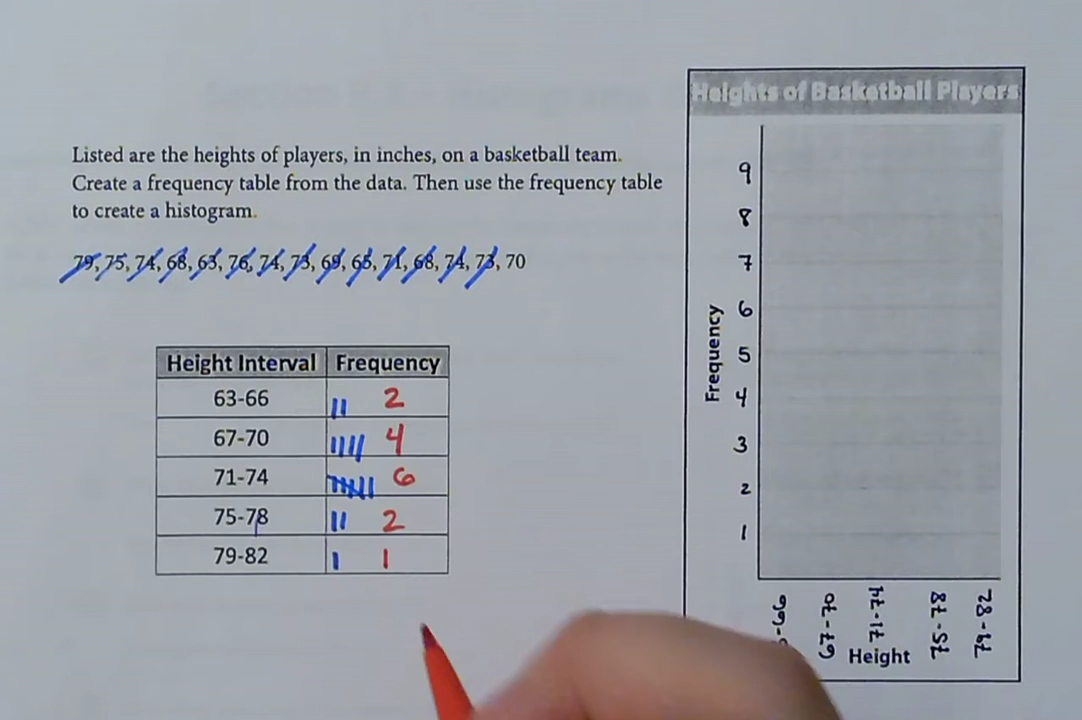 Heights of Basketball Players
Listed are the heights of players, in inches, on a basketball team.
Create a frequency table from the data. Then use the frequency table
to create a histogram.
79, 75, 74, 68, 63, 76, 74, 73, 69, 65, 71, 68, 74, 73, 70
Height Interval Frequency
63-66 2
67-70 4
71-74 6
75-78 2
79-82 1
Frequency
9
8
7
6
5
4
3
2
1
-66
67-70
71-74
75-78
79-82
Height